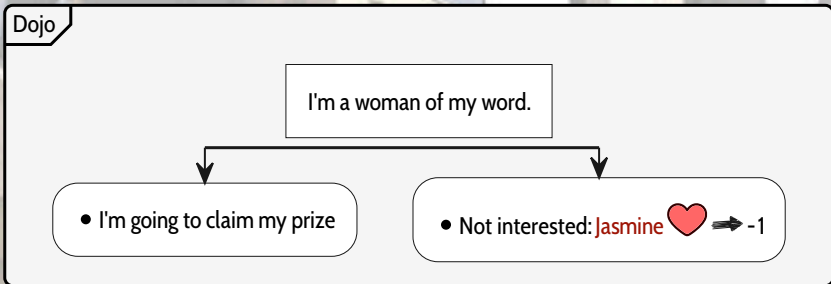 Dojo
I'm a woman of my word.
• I'm going to claim my prize
• Not interested: Jasmine -1